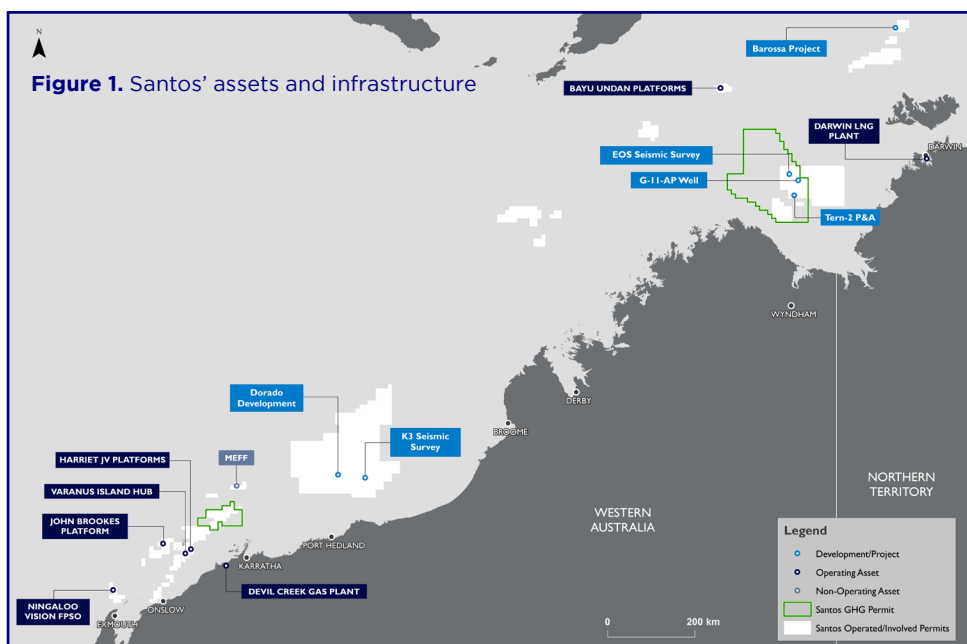 N
Figure 1. Santos' assets and infrastructure
Barossa Project
BAYU UNDAN PLATFORMS
DARWIN LNG
PLANT
DARWIN
EOS Seismic Survey
G-11-AP Well
Tern-2 P&A
WYNDHAM
Dorado
Development
K3 Seismic
Survey
DERBY
BROOME
HARRIET JV PLATFORMS
MEFF
VARANUS ISLAND HUB
JOHN BROOKES
PLATFORM
PORT HEDLAND
KARRATHA
DEVIL CREEK GAS PLANT
NINGALOO
VISION FPSO
ONSLOW
EXMOUTH
WESTERN
AUSTRALIA
NORTHERN
TERRITORY
Legend
Development/Project
Operating Asset
Non-Operating Asset
Santos GHG Permit
Santos Operated/Involved Permits
0
200 km